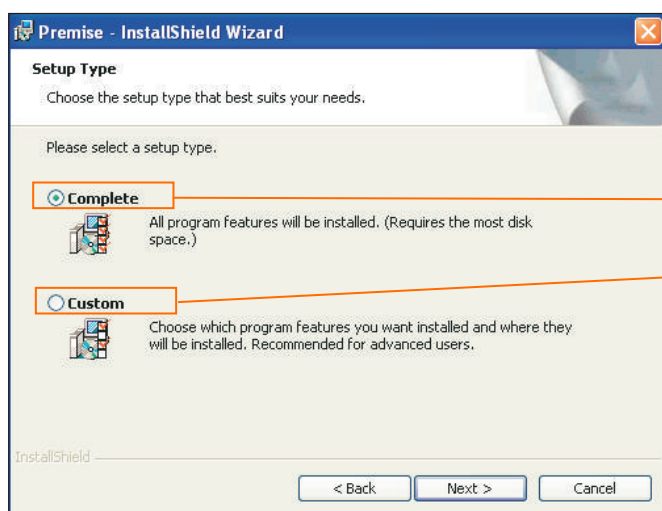 Premise - InstallShield Wizard
Setup Type
Choose the setup type that best suits your needs.
Please select a setup type.
Complete
All program features will be installed. (Requires the most disk
space.)
Custom
Choose which program features you want installed and where they
will be installed. Recommended for advanced users.
InstallShield
< Back
Next >
Cancel